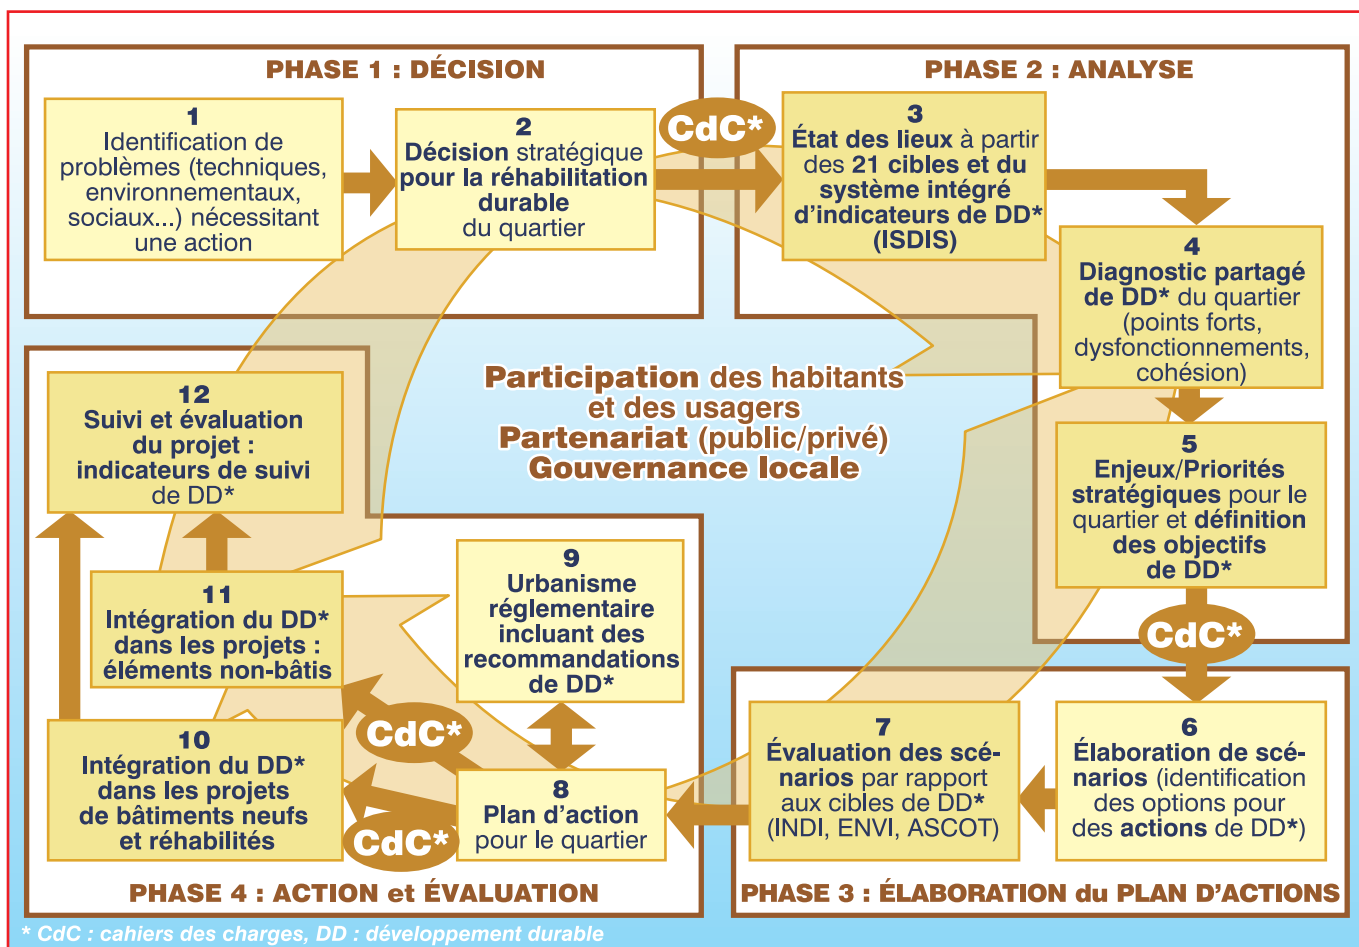 PHASE 1 : DÉCISION
1
Identification de
problèmes (techniques,
environnementaux,
sociaux...) nécessitant
une action
2
Décision stratégique
pour la réhabilitation
durable
du quartier
CdC*
PHASE 2 : ANALYSE
3
État des lieux à partir
des 21 cibles et du
système intégré
d’indicateurs de DD*
(ISDIS)
4
Diagnostic partagé
de DD* du quartier
(points forts,
dysfonctionnements,
cohésion)
5
Enjeux/Priorités
stratégiques pour le
quartier et définition
des objectifs
de DD*
CdC*
Participation des habitants
et des usagers
Partenariat (public/privé)
Gouvernance locale
6
Élaboration de scé-
narios (identification
des options pour
des actions de DD*)
7
Évaluation des scé-
narios par rapport
aux cibles de DD*
(INDI, ENVI, ASCOT)
PHASE 3 : ÉLABORATION du PLAN D’ACTIONS
8
Plan d’action
pour le quartier
9
Urbanisme
réglementaire
incluant des
recommandations
de DD*
CdC*
CdC*
10
Intégration du DD*
dans les projets
de bâtiments neufs
et réhabilités
11
Intégration du DD*
dans les projets :
éléments non-bâtis
12
Suivi et évaluation
du projet :
indicateurs de suivi
de DD*
PHASE 4 : ACTION et ÉVALUATION
* CdC : cahiers des charges, DD : développement durable